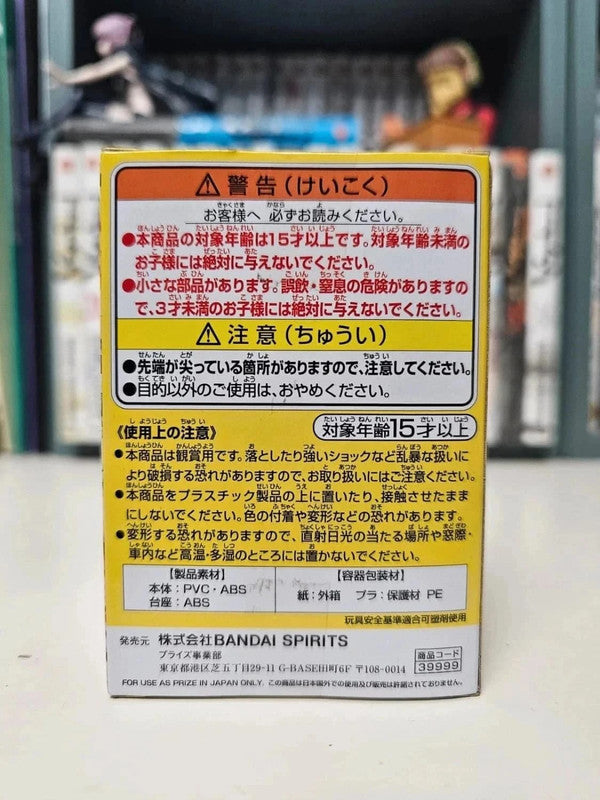 ⚠ 警告(けいこく)
お客様へ 必ずお読みください。
●本商品の対象年齢は15才以上です。対象年齢未満の
お子様には絶対に与えないでください。
●小さな部品があります。誤飲・窒息の危険がありますの
で、3才未満のお子様には絶対に与えないでください。
⚠ 注意(ちゅうい)
●先端が尖っている箇所がありますので、注意してください。
●目的以外のご使用は、おやめください。
《使用上の注意》
対象年齢15才以上
●本商品は観賞用です。落としたり強いショックなど乱暴な扱いに
より破損する恐れがありますので、お取り扱いにはご注意ください。
●本商品をプラスチック製品の上に置いたり、接触させたまま
にしないでください。色の付着や変形などの恐れがあります。
●変形する恐れがありますので、直射日光の当たる場所や窓際、
車内など高温・多湿のところには置かないでください。
【製品素材】
本体:PVC・ABS
台座:ABS
【容器包装材】
紙:外箱 プラ:保護材 PE
玩具安全基準適合可塑剤使用
発売元 株式会社BANDAI SPIRITS
プライズ事業部
東京都港区芝五丁目29-11 G-BASE田町6F 〒108-0014
商品コード
39999
FOR USE AS PRIZE IN JAPAN ONLY. この商品は日本国外での使用及び販売は許諾されておりません。